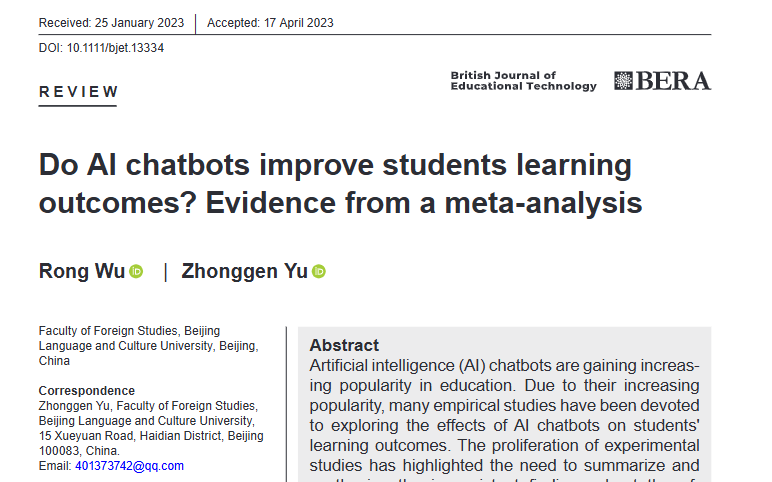 Received: 25 January 2023 | Accepted: 17 April 2023
DOI: 10.1111/bjet.13334
REVIEW
British Journal of
Educational Technology
BERA
Do AI chatbots improve students learning
outcomes? Evidence from a meta-analysis
Rong Wu iD | Zhonggen Yu iD
Faculty of Foreign Studies, Beijing
Language and Culture University, Beijing,
China
Correspondence
Zhonggen Yu, Faculty of Foreign Studies,
Beijing Language and Culture University,
15 Xueyuan Road, Haidian District, Beijing
100083, China.
Email: 401373742@qq.com
Abstract
Artificial intelligence (AI) chatbots are gaining increas-
ing popularity in education. Due to their increasing
popularity, many empirical studies have been devoted
to exploring the effects of AI chatbots on students'
learning outcomes. The proliferation of experimental
studies has highlighted the need to summarize and